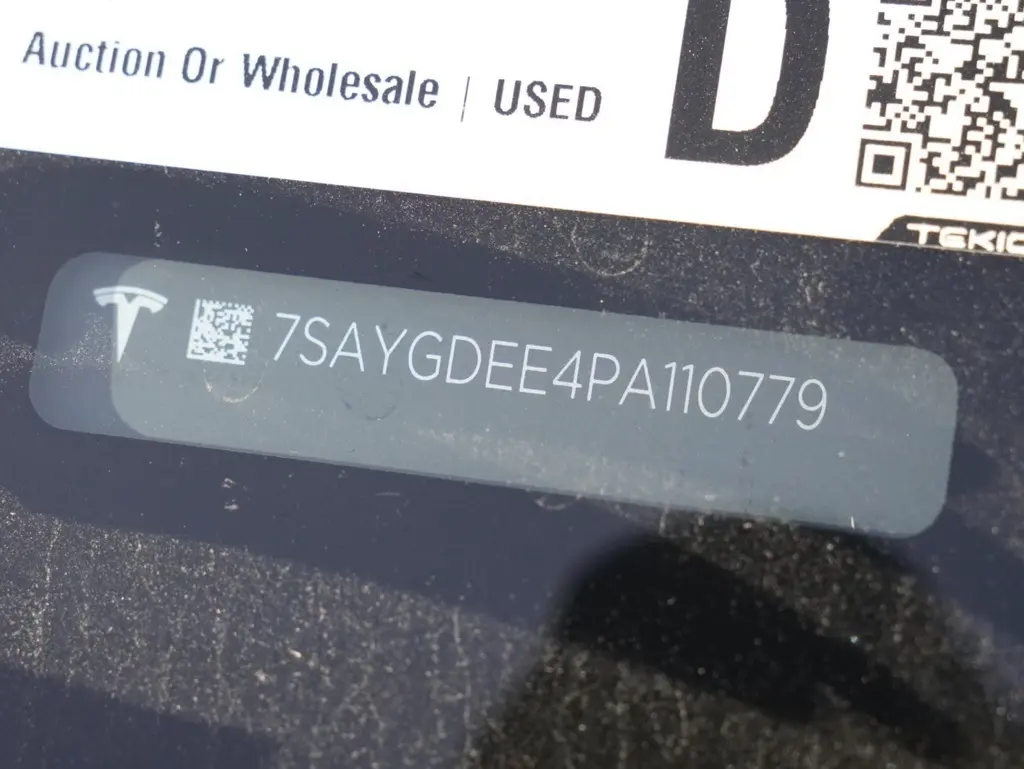 Auction Or Wholesale | USED
D
TEKIO
7SAYGDEE4PA110779